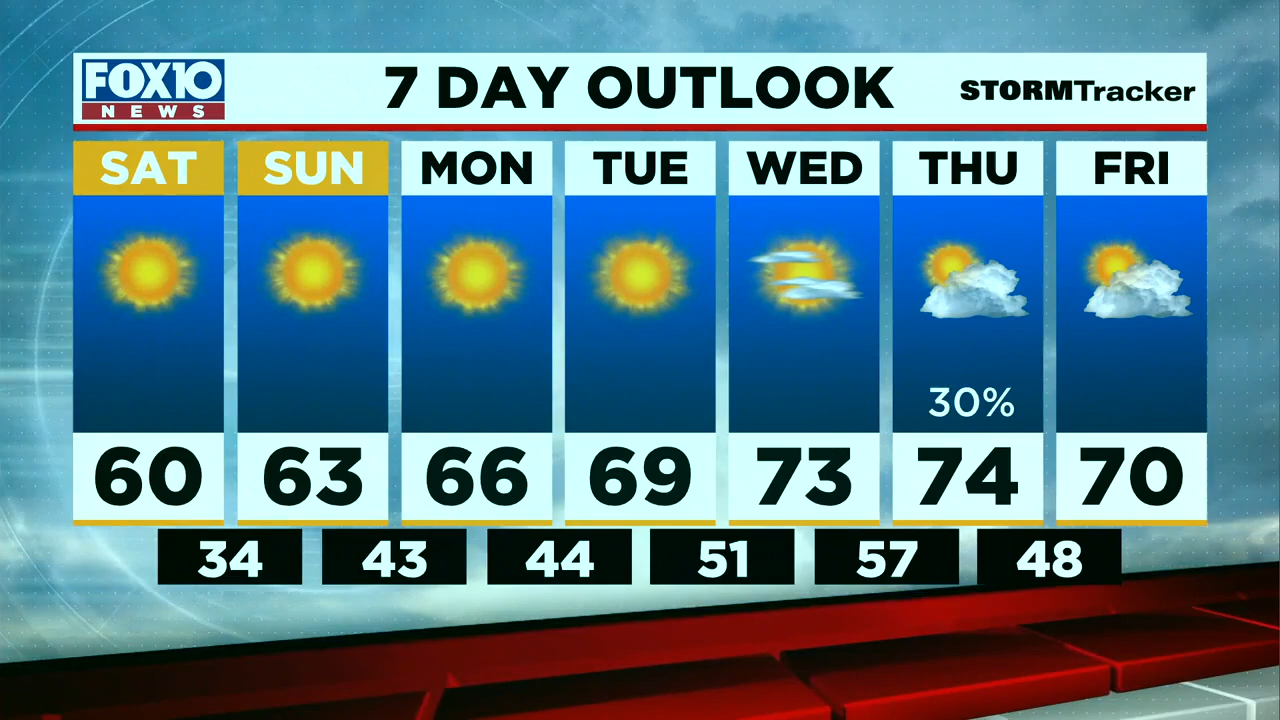 FOX10
NEWS
7 DAY OUTLOOK
STORMTracker
SAT SUN MON TUE WED THU FRI
30%
60 63 66 69 73 74 70
34 43 44 51 57 48